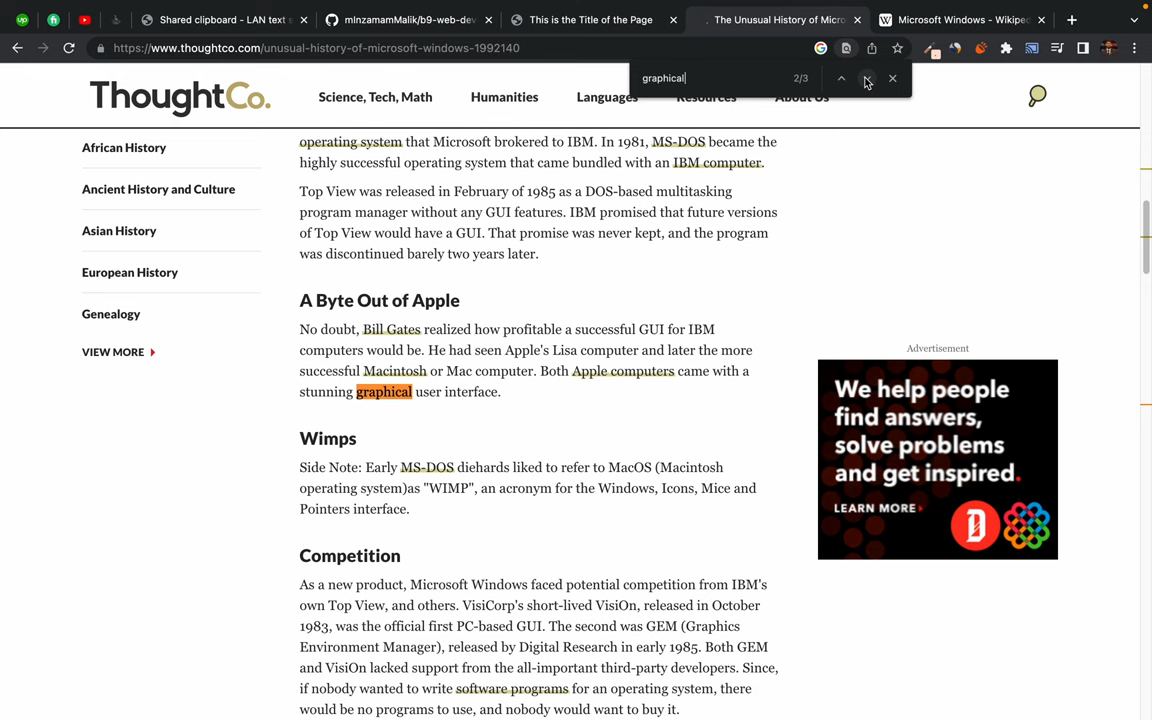 Shared clipboard - LAN text s
mInzamamMalik/b9-web-dev
This is the Title of the Page
The Unusual History of Micro
Microsoft Windows - Wikiped
https://www.thoughtco.com/unusual-history-of-microsoft-windows-1992140
graphical 2/3
ThoughtCo.
Science, Tech, Math
Humanities
Languages
Resources
About Us
African History
Ancient History and Culture
Asian History
European History
Genealogy
VIEW MORE
operating system that Microsoft brokered to IBM. In 1981, MS-DOS became the
highly successful operating system that came bundled with an IBM computer.
Top View was released in February of 1985 as a DOS-based multitasking
program manager without any GUI features. IBM promised that future versions
of Top View would have a GUI. That promise was never kept, and the program
was discontinued barely two years later.
A Byte Out of Apple
No doubt, Bill Gates realized how profitable a successful GUI for IBM
computers would be. He had seen Apple's Lisa computer and later the more
successful Macintosh or Mac computer. Both Apple computers came with a
stunning graphical user interface.
Wimps
Side Note: Early MS-DOS diehards liked to refer to MacOS (Macintosh
operating system)as "WIMP", an acronym for the Windows, Icons, Mice and
Pointers interface.
Competition
As a new product, Microsoft Windows faced potential competition from IBM's
own Top View, and others. VisiCorp's short-lived VisiOn, released in October
1983, was the official first PC-based GUI. The second was GEM (Graphics
Environment Manager), released by Digital Research in early 1985. Both GEM
and VisiOn lacked support from the all-important third-party developers. Since,
if nobody wanted to write software programs for an operating system, there
would be no programs to use, and nobody would want to buy it.
Advertisement
We help people
find answers,
solve problems
and get inspired.
LEARN MORE